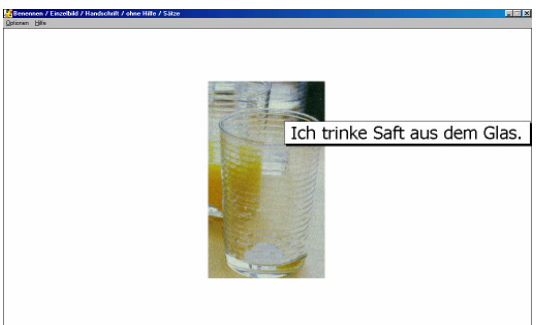 Benennen / Einzelbild / Handschrift / ohne Hilfe / Sätze
Optionen Hilfe
Ich trinke Saft aus dem Glas.